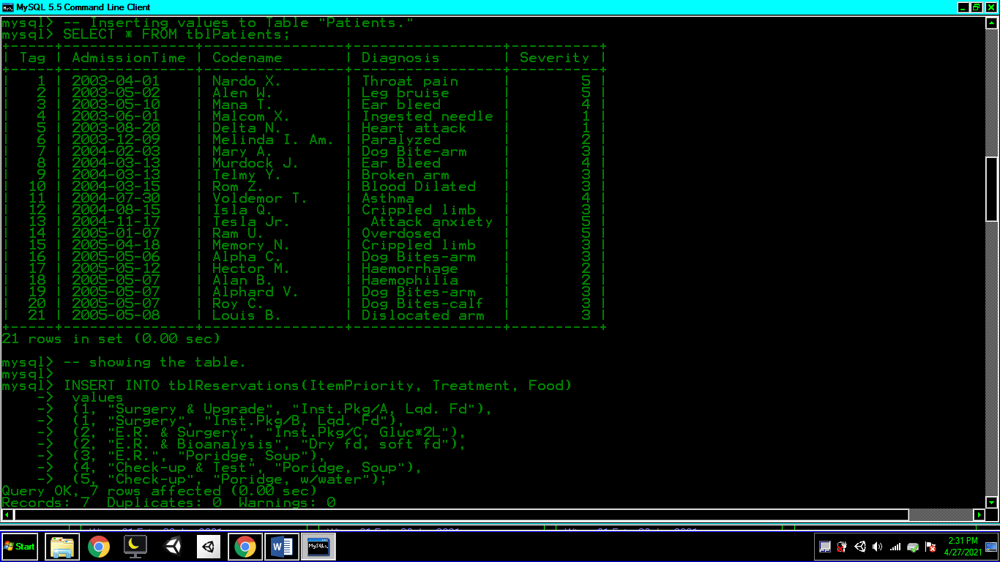 MySQL 5.5 Command Line Client
mysql> -- Inserting values to Table "Patients."
mysql> SELECT * FROM tblPatients;
+-----+---------------+----------------+-----------------+----------+
| Tag | AdmissionTime | Codename | Diagnosis | Severity |
+-----+---------------+----------------+-----------------+----------+
| 1 | 2003-04-01 | Nardo X. | Throat pain | 5 |
| 2 | 2003-05-02 | Alen W. | Leg bruise | 5 |
| 3 | 2003-05-10 | Mana T. | Ear bleed | 4 |
| 4 | 2003-06-01 | Malcom X. | Ingested needle | 1 |
| 5 | 2003-08-20 | Delta N. | Heart attack | 1 |
| 6 | 2003-12-09 | Melinda I. Am. | Paralyzed | 2 |
| 7 | 2004-02-03 | Mary A. | Dog Bite-arm | 3 |
| 8 | 2004-03-13 | Murdock J. | Ear Bleed | 4 |
| 9 | 2004-03-13 | Telmy Y. | Broken arm | 3 |
| 10 | 2004-03-15 | Rom Z. | Blood Dilated | 3 |
| 11 | 2004-07-30 | Voldemor T. | Asthma | 4 |
| 12 | 2004-08-15 | Isla Q. | Crippled limb | 3 |
| 13 | 2004-11-17 | Tesla Jr. | Attack anxiety | 5 |
| 14 | 2005-01-07 | Ram U. | Overdosed | 5 |
| 15 | 2005-04-18 | Memory N. | Crippled limb | 3 |
| 16 | 2005-05-06 | Alpha C. | Dog Bites-arm | 3 |
| 17 | 2005-05-12 | Hector M. | Haemorrhage | 2 |
| 18 | 2005-05-07 | Alan B. | Haemophilia | 2 |
| 19 | 2005-05-07 | Alphard V. | Dog Bites-arm | 3 |
| 20 | 2005-05-07 | Roy C. | Dog Bites-calf | 3 |
| 21 | 2005-05-08 | Louis B. | Dislocated arm | 3 |
+-----+---------------+----------------+-----------------+----------+
21 rows in set (0.00 sec)
mysql> -- showing the table.
mysql>
mysql> INSERT INTO tblReservations(ItemPriority, Treatment, Food)
-> values
-> (1, "Surgery & Upgrade", "Inst.Pkg/A, Lqd. Fd"),
-> (1, "Surgery", "Inst.Pkg/B, Lqd. Fd"),
-> (2, "E.R. & Surgery", "Inst.Pkg/C, Gluc*2L"),
-> (2, "E.R. & Bioanalysis", "Dry fd, soft fd"),
-> (3, "E.R.", "Poridge, Soup"),
-> (4, "Check-up & Test", "Poridge, Soup"),
-> (5, "Check-up", "Poridge, w/water");
Query OK, 7 rows affected (0.00 sec)
Records: 7 Duplicates: 0 Warnings: 0
Start
2:31 PM
4/27/2021